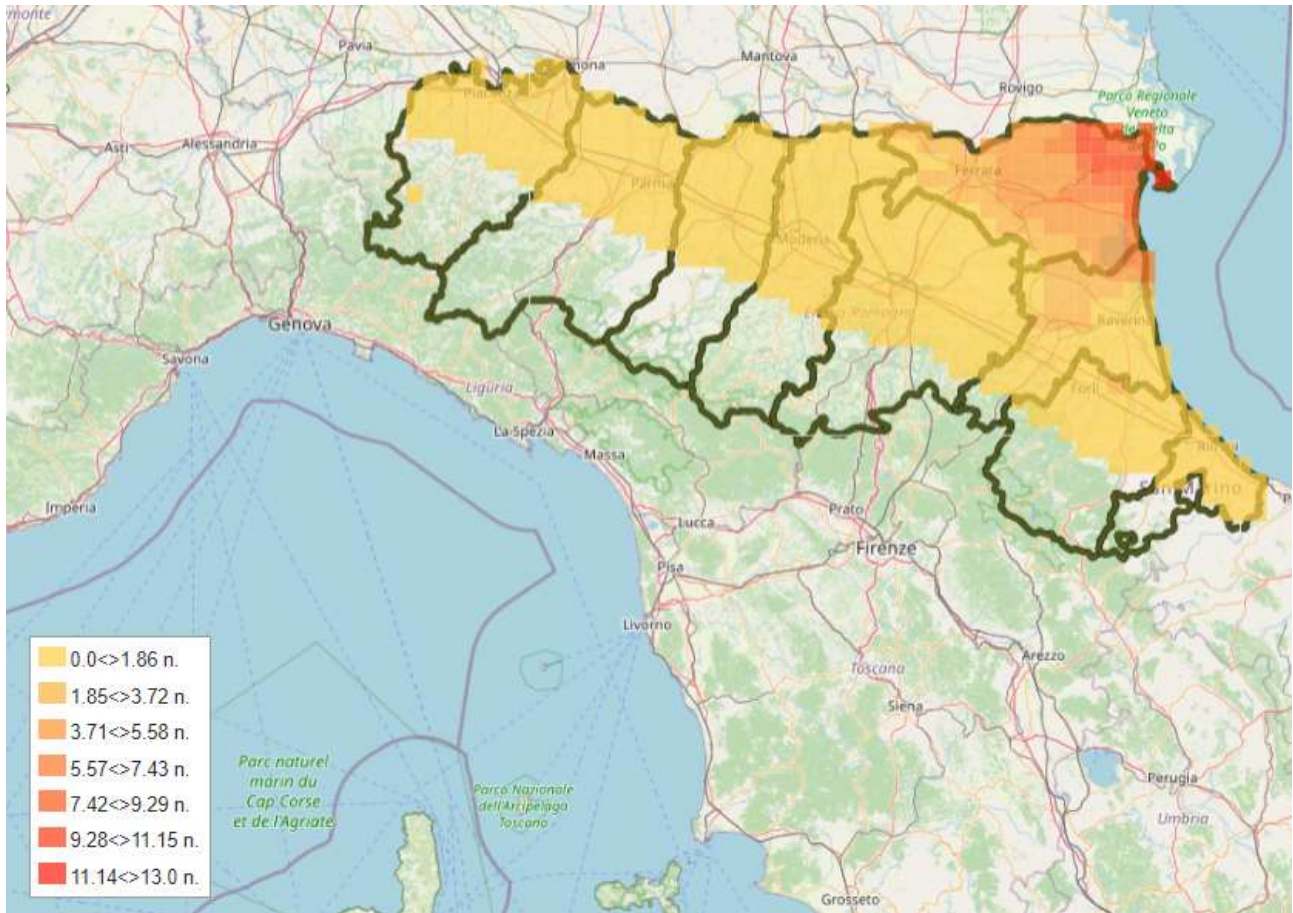 Pavia
Mantova
Rovigo
Parco Regionale
Veneto
Asti
Alessandria
Ferrara
Parma
Modena
Genova
Savona
Ravenna
Liguria
Forlì
La Spezia
Massa
Imperia
Lucca
Prato
Firenze
Pisa
Livorno
Arezzo
Toscana
Siena
Parc naturel
marin du
Cap Corse
et de l'Agriate
Parco Nazionale
dell'Arcipelago
Toscano
Perugia
Umbria
Grosseto
0.0<>1.86 n.
1.85<>3.72 n.
3.71<>5.58 n.
5.57<>7.43 n.
7.42<>9.29 n.
9.28<>11.15 n.
11.14<>13.0 n.